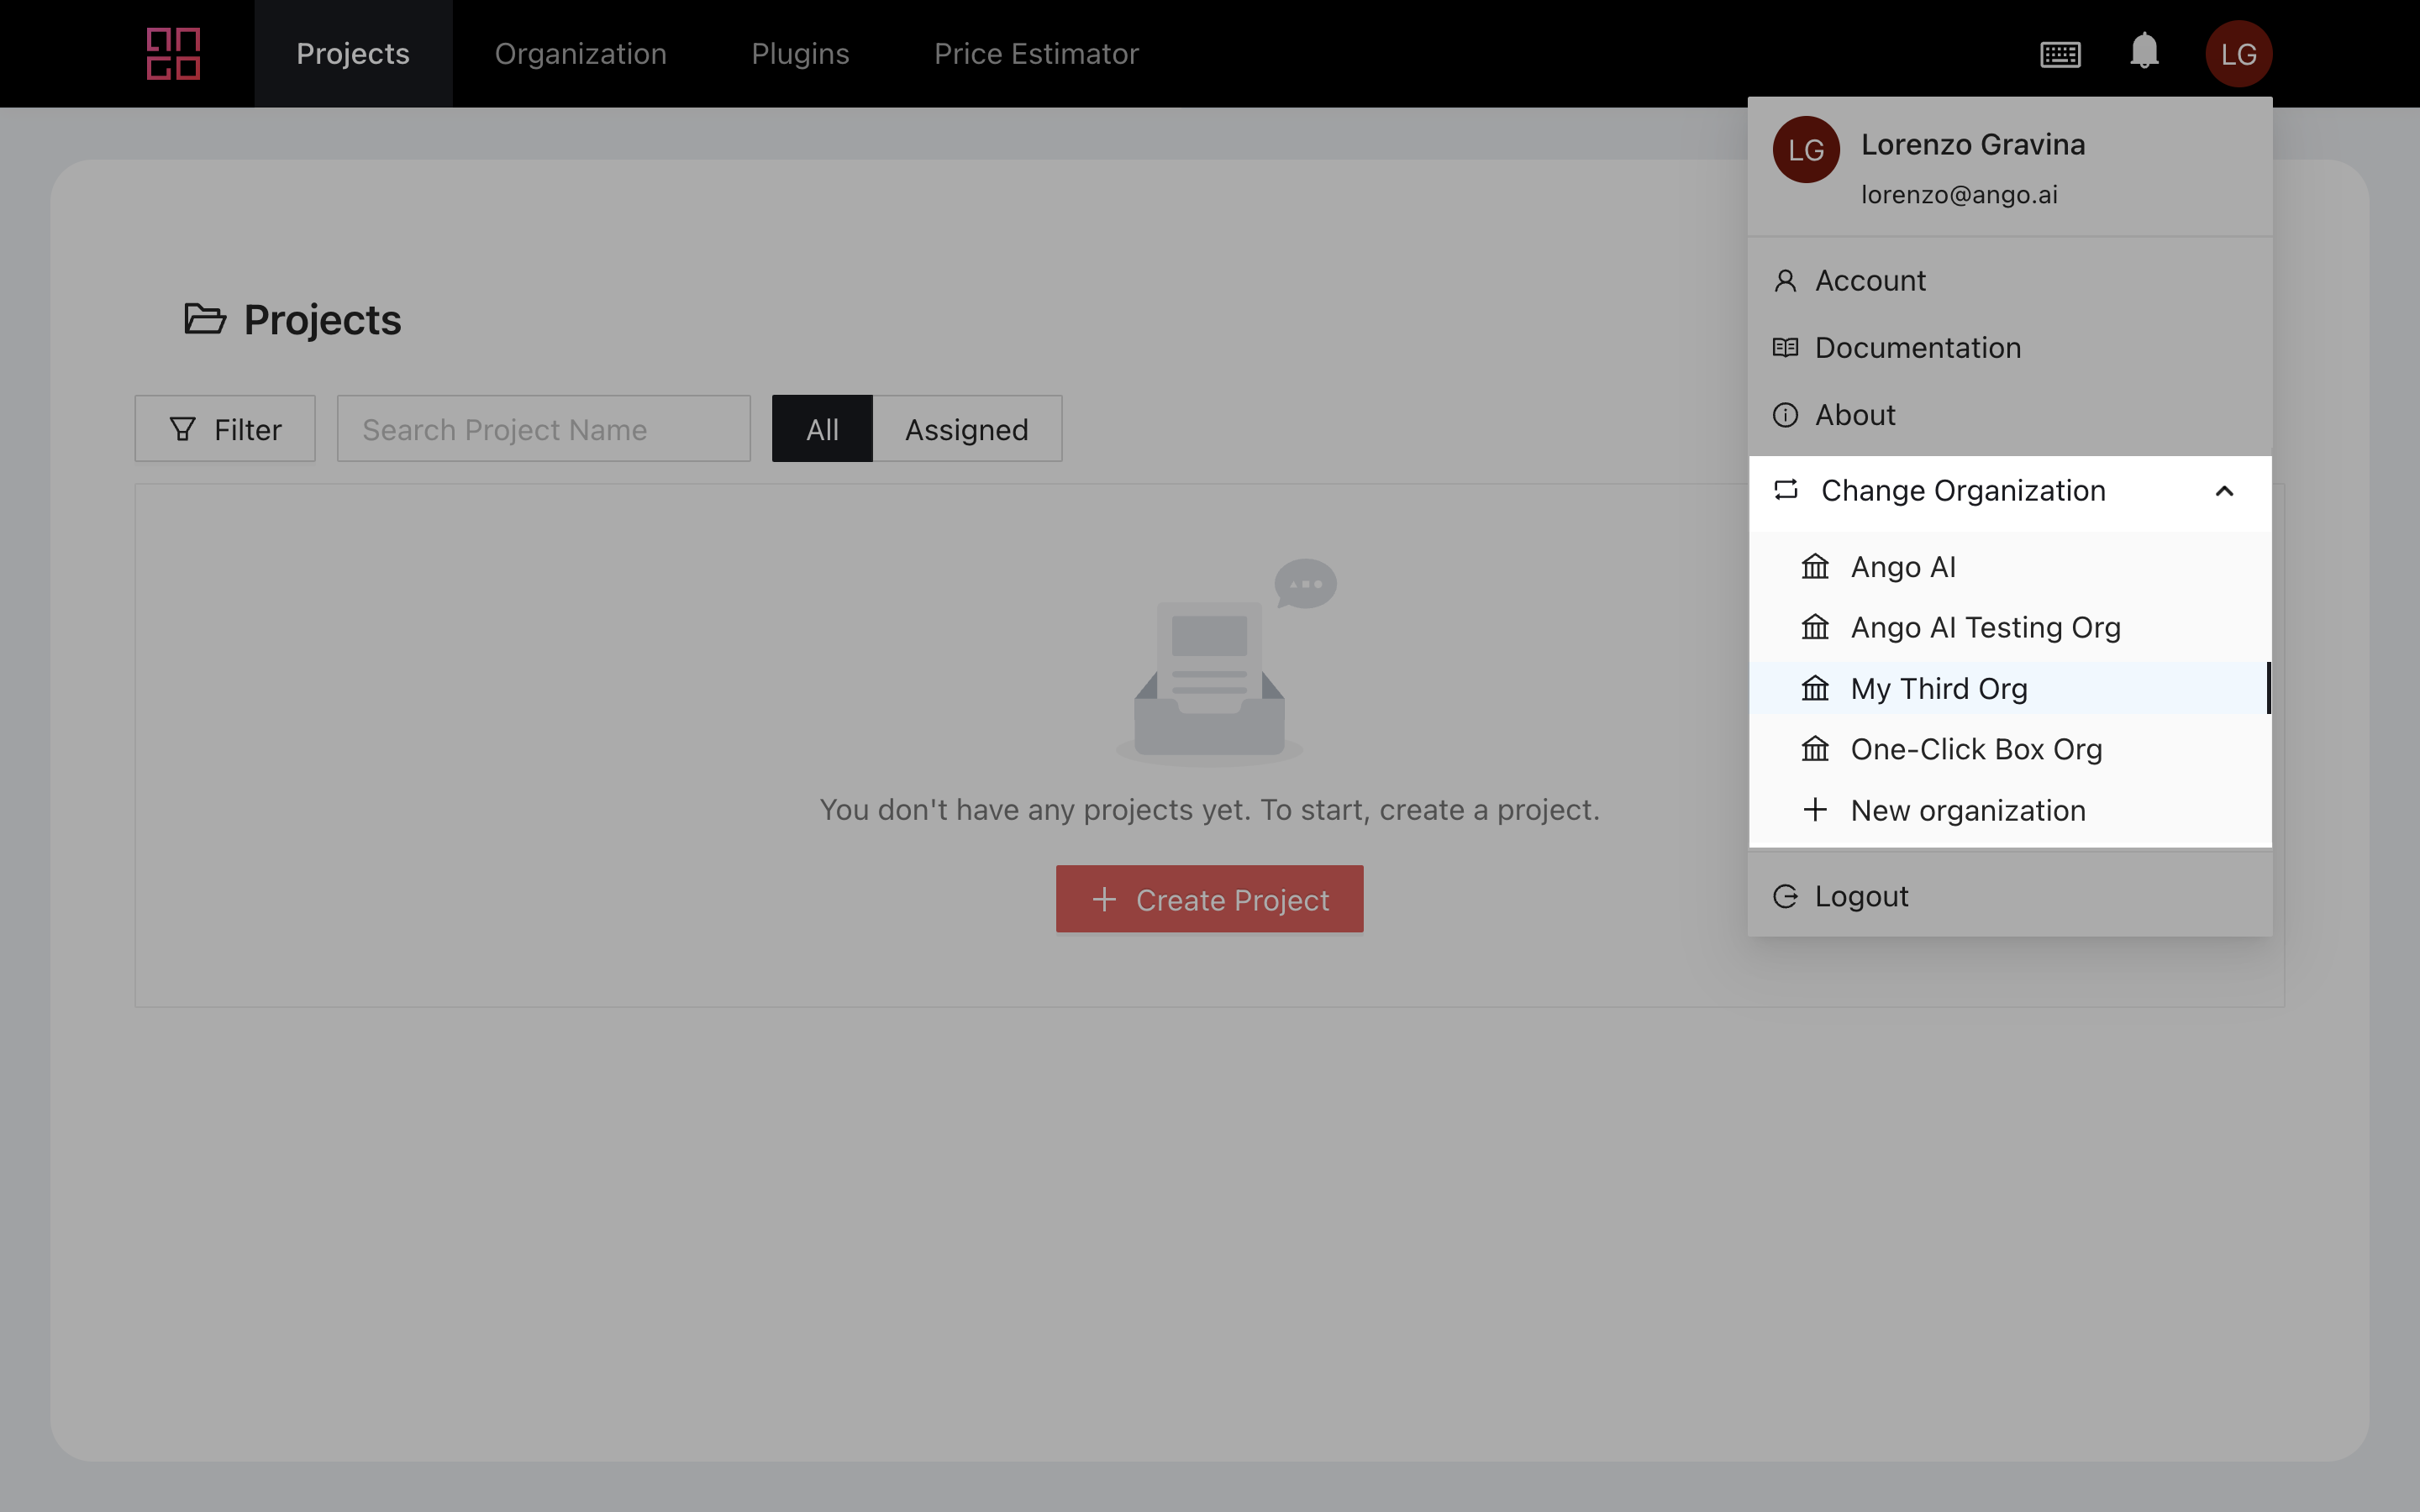 Projects
Organization
Plugins
Price Estimator
LG
LG
Lorenzo Gravina
lorenzo@ango.ai
Account
Documentation
About
Change Organization
Ango AI
Ango AI Testing Org
My Third Org
One-Click Box Org
New organization
Logout
Projects
Filter
Search Project Name
All
Assigned
You don't have any projects yet. To start, create a project.
Create Project